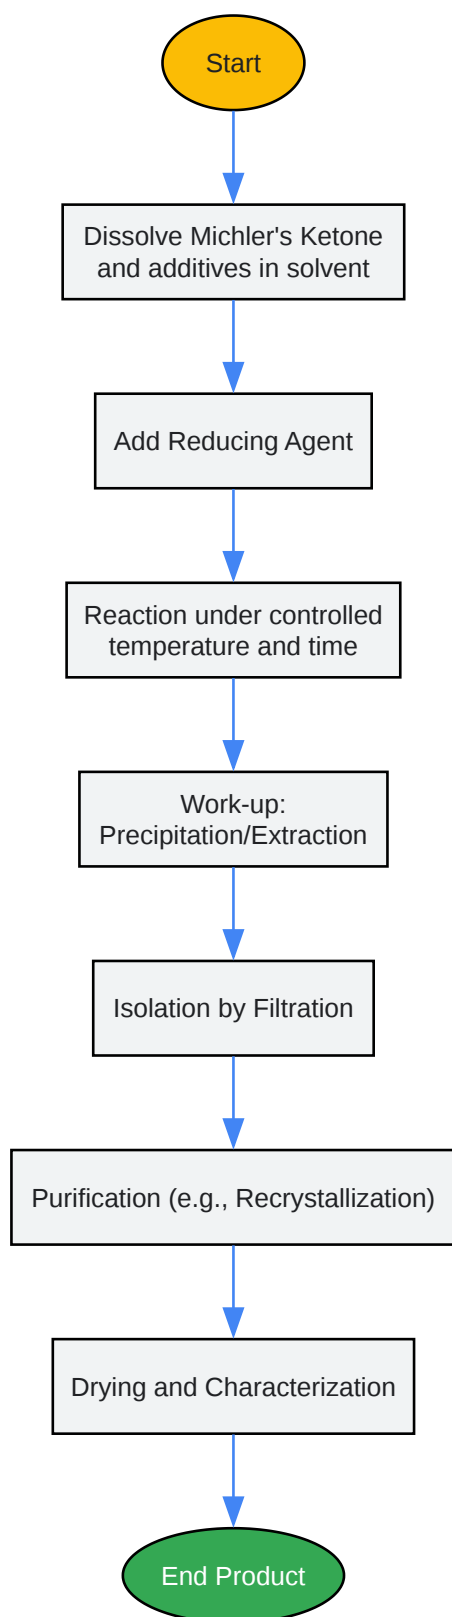 Start
Dissolve Michler's Ketone
and additives in solvent
Add Reducing Agent
Reaction under controlled
temperature and time
Work-up:
Precipitation/Extraction
Isolation by Filtration
Purification (e.g., Recrystallization)
Drying and Characterization
End Product